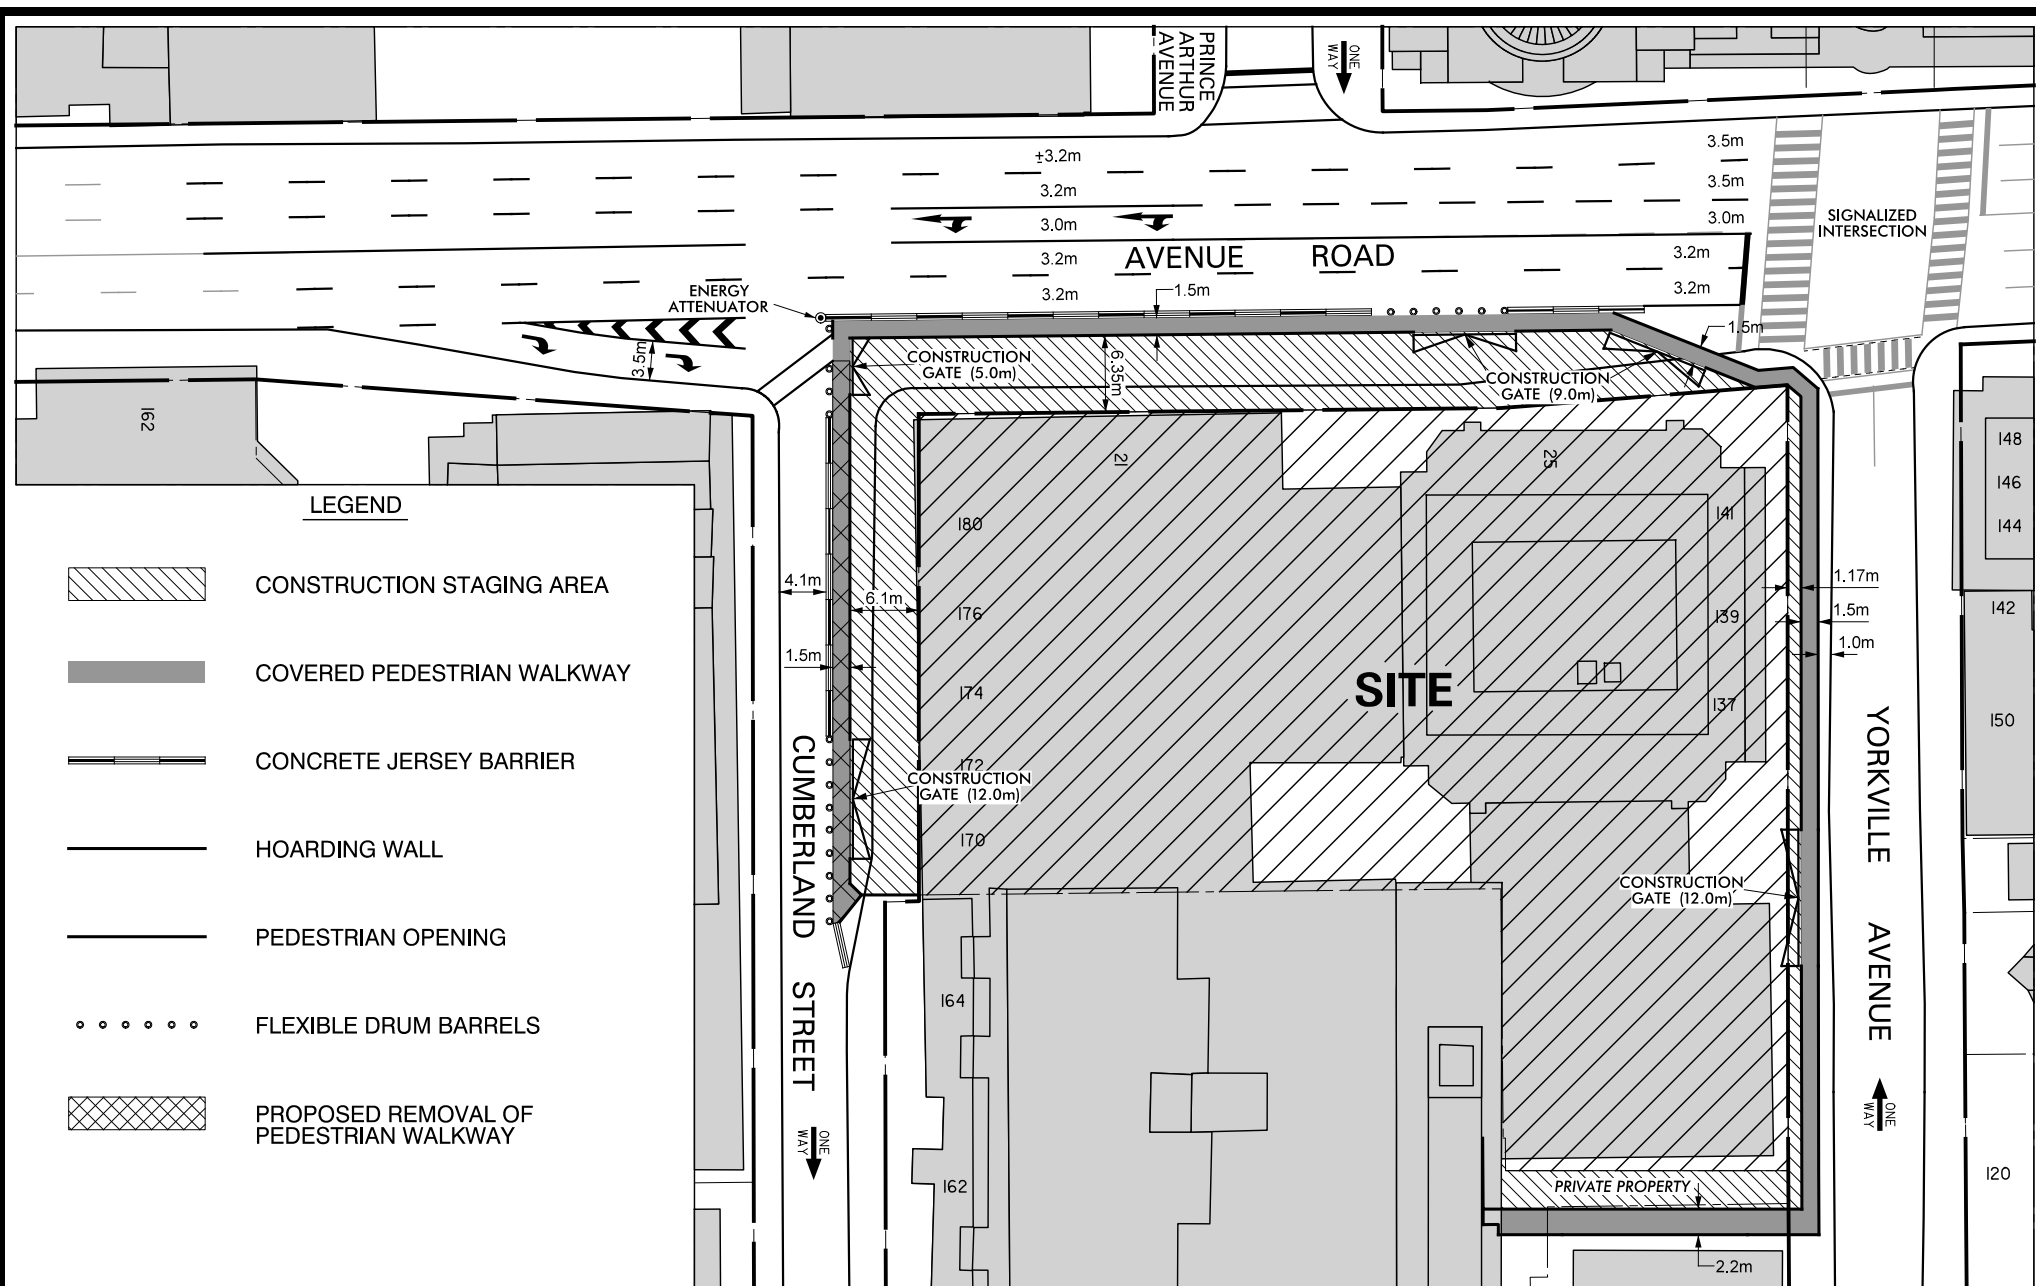 PRINCE
ARTHUR
AVENUE
ONE
WAY
±3.2m
3.2m
3.0m
3.2m
3.2m
3.5m
3.5m
3.0m
3.2m
3.2m
SIGNALIZED
INTERSECTION
AVENUE ROAD
ENERGY
ATTENUATOR
1.5m
1.5m
3.5m
CONSTRUCTION
GATE (5.0m)
6.35m
CONSTRUCTION
GATE (9.0m)
162
21
25
148
146
144
142
150
120
180
176
174
172
170
141
139
137
4.1m
6.1m
1.5m
1.17m
1.5m
1.0m
SITE
CONSTRUCTION
GATE (12.0m)
CONSTRUCTION
GATE (12.0m)
CUMBERLAND STREET
ONE
WAY
YORKVILLE AVENUE
ONE
WAY
164
162
PRIVATE PROPERTY
2.2m
LEGEND
CONSTRUCTION STAGING AREA
COVERED PEDESTRIAN WALKWAY
CONCRETE JERSEY BARRIER
HOARDING WALL
PEDESTRIAN OPENING
FLEXIBLE DRUM BARRELS
PROPOSED REMOVAL OF
PEDESTRIAN WALKWAY